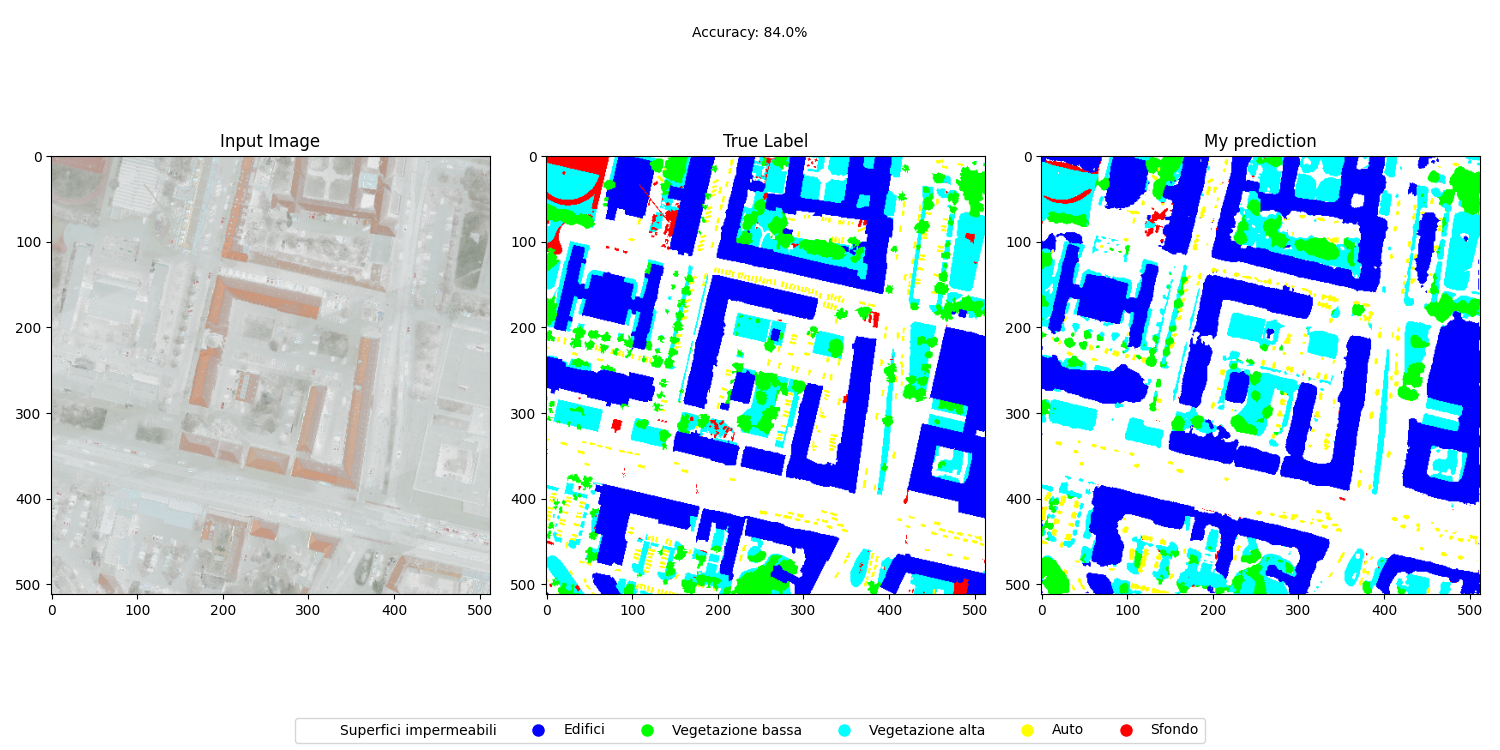 Accuracy: 84.0%
Input Image
True Label
My prediction
0
100
200
300
400
500
0 100 200 300 400 500
0
100
200
300
400
500
0 100 200 300 400 500
0
100
200
300
400
500
0 100 200 300 400 500
Superfici impermeabili Edifici Vegetazione bassa Vegetazione alta Auto Sfondo